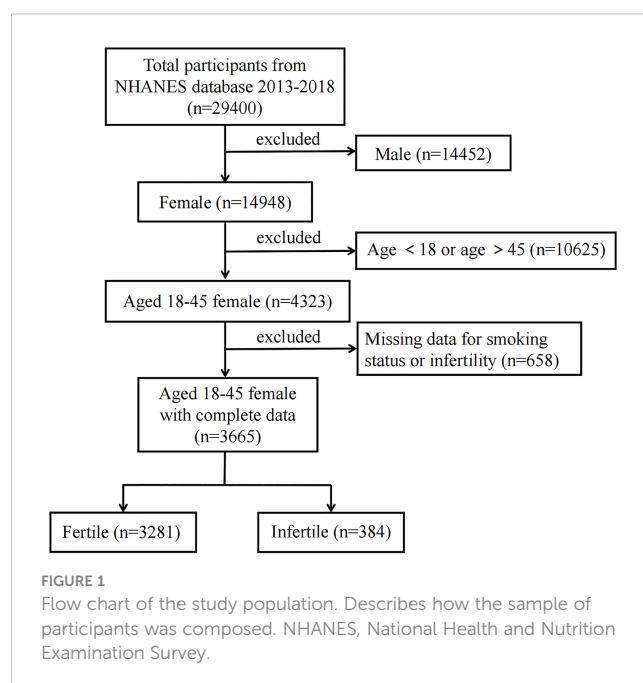 Total participants from
NHANES database 2013-2018
(n=29400)
excluded
Male (n=14452)
Female (n=14948)
excluded
Age < 18 or age > 45 (n=10625)
Aged 18-45 female (n=4323)
excluded
Missing data for smoking
status or infertility (n=658)
Aged 18-45 female
with complete data
(n=3665)
Fertile (n=3281)
Infertile (n=384)
FIGURE 1
Flow chart of the study population. Describes how the sample of
participants was composed. NHANES, National Health and Nutrition
Examination Survey.